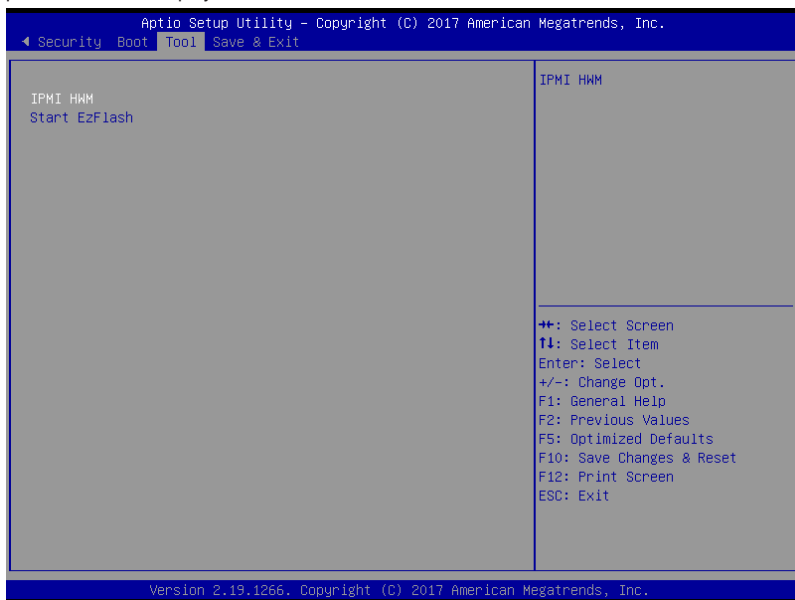 Aptio Setup Utility – Copyright (C) 2017 American Megatrends, Inc.
Security Boot Tool Save & Exit
IPMI HWM
Start EzFlash
IPMI HWM
→←: Select Screen
↑↓: Select Item
Enter: Select
+/-: Change Opt.
F1: General Help
F2: Previous Values
F5: Optimized Defaults
F10: Save Changes & Reset
F12: Print Screen
ESC: Exit
Version 2.19.1266. Copyright (C) 2017 American Megatrends, Inc.